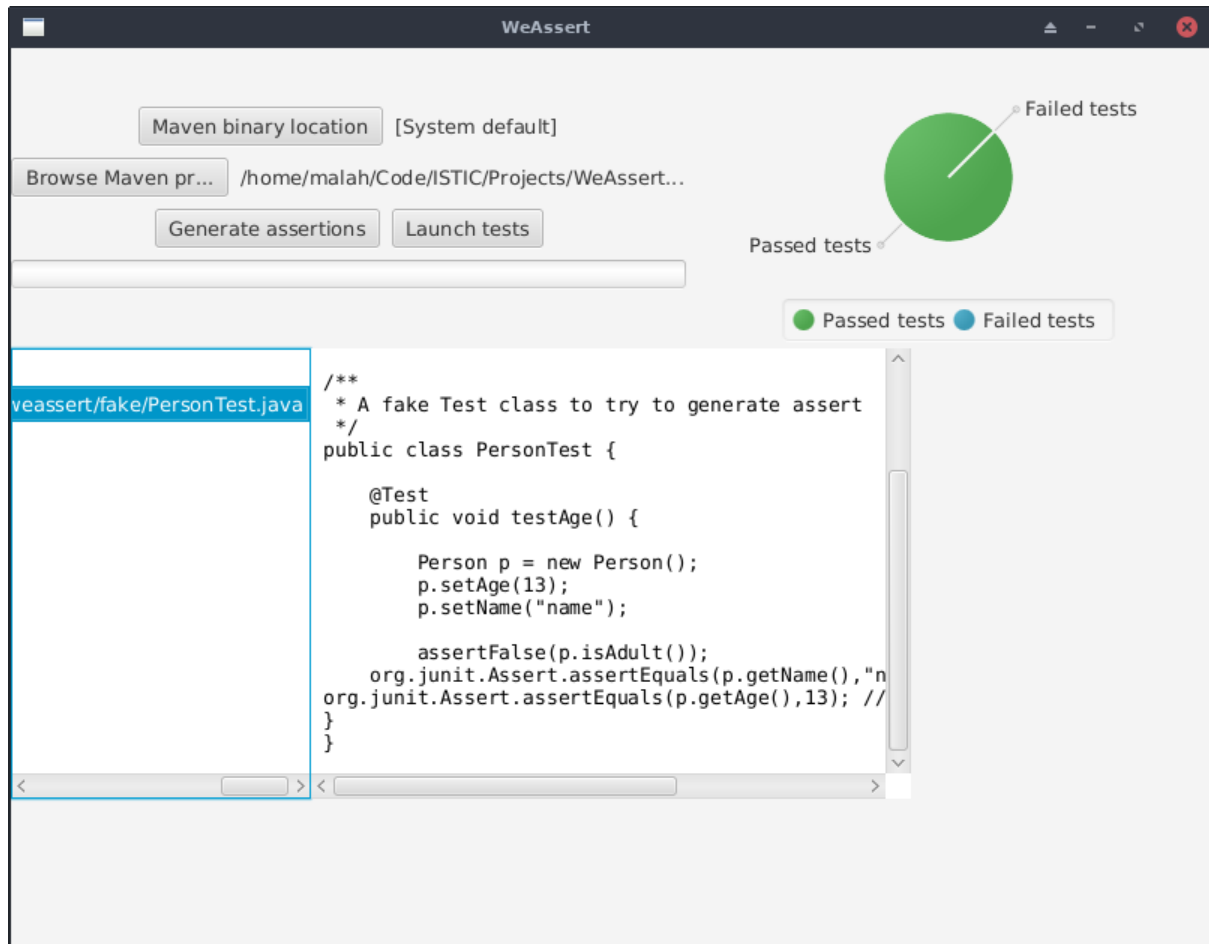 WeAssert
Maven binary location [System default]
Browse Maven pr... /home/malah/Code/ISTIC/Projects/WeAssert...
Generate assertions Launch tests
Failed tests
Passed tests
Passed tests Failed tests
weassert/fake/PersonTest.java
/**
 * A fake Test class to try to generate assert
 */
public class PersonTest {
    @Test
    public void testAge() {
        Person p = new Person();
        p.setAge(13);
        p.setName("name");
        assertFalse(p.isAdult());
    org.junit.Assert.assertEquals(p.getName(),"n
org.junit.Assert.assertEquals(p.getAge(),13); //
}
}